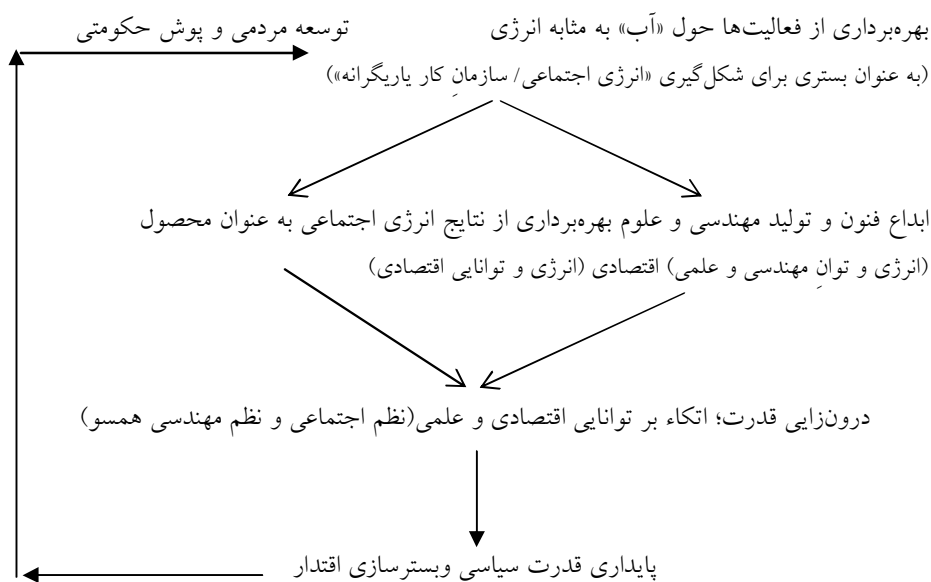 بهره‌برداری از فعالیت‌ها حول «آب» به مثابه انرژی توسعه مردمی و پوش حکومتی
(به عنوان بستری برای شکل‌گیری «انرژی اجتماعی/ سازمانِ کار یاریگرانه»)
ابداع فنون و تولید مهندسی و علوم بهره‌برداری از نتایج انرژی اجتماعی به عنوان محصول
(انرژی و توانِ مهندسی و علمی) اقتصادی (انرژی و توانایی اقتصادی)
درون‌زایی قدرت؛ اتکاء بر توانایی اقتصادی و علمی(نظم اجتماعی و نظم مهندسی همسو)
پایداری قدرت سیاسی وبسترسازی اقتدار